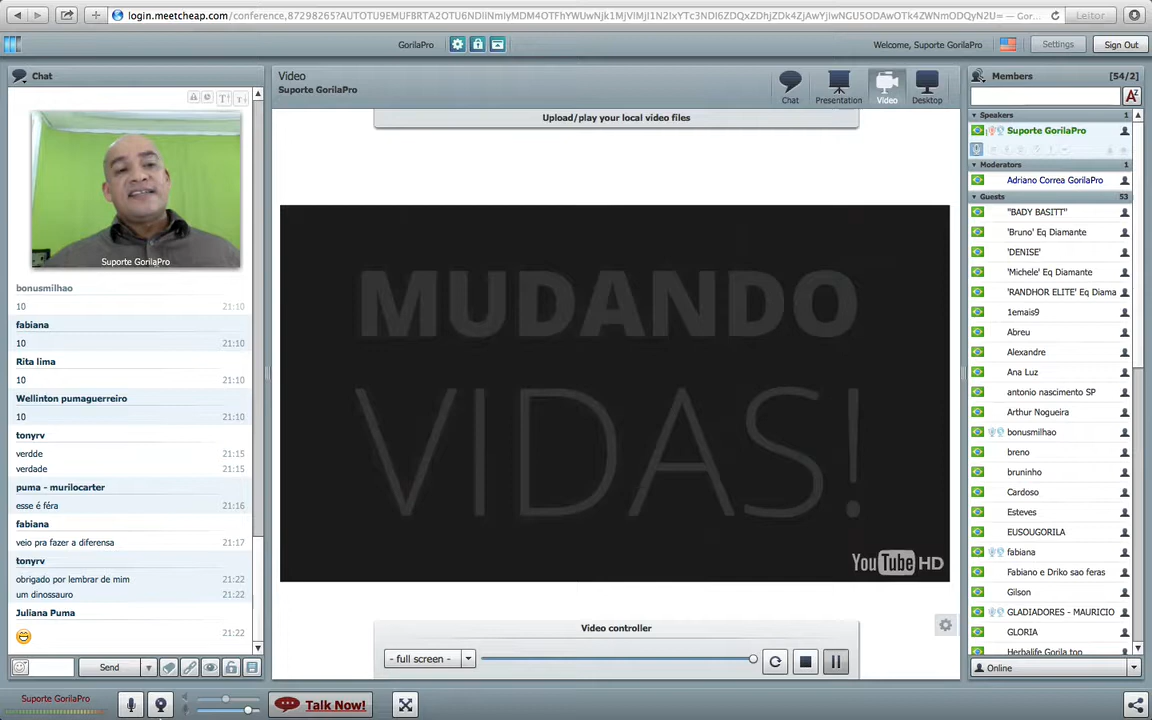 login.meetcheap.com/conference,87298265?AUTOTU9EMUFBRTA2OTU6NDliNmIyMDM4OTFhYWUwNjk1MjVlMjI1N2IxYTc3NDI6ZDQxZDhjZDk4ZjAwYjIwNGU5ODAwOTk4ZWNmODQyN2U= — Gor...
Leitor
GorilaPro
Welcome, Suporte GorilaPro
Settings
Sign Out
Chat
Suporte GorilaPro
bonusmilhao
10 21:10
fabiana
10 21:10
Rita lima
10 21:10
Wellinton pumaguerreiro
10 21:10
tonyrv
verdde 21:15
verdade 21:15
puma - murilocarter
esse é féra 21:16
fabiana
veio pra fazer a diferensa 21:17
tonyrv
obrigado por lembrar de mim 21:22
um dinossauro 21:22
Juliana Puma
21:22
Send
Suporte GorilaPro
Talk Now!
Video
Suporte GorilaPro
Chat
Presentation
Video
Desktop
Upload/play your local video files
MUDANDO
VIDAS!
YouTube HD
Video controller
- full screen -
Members [54/2]
Speakers 1
Suporte GorilaPro
Moderators 1
Adriano Correa GorilaPro
Guests 53
"BADY BASITT"
'Bruno' Eq Diamante
'DENISE'
'Michele' Eq Diamante
'RANDHOR ELITE' Eq Diama
1emais9
Abreu
Alexandre
Ana Luz
antonio nascimento SP
Arthur Nogueira
bonusmilhao
breno
bruninho
Cardoso
Esteves
EUSOUGORILA
fabiana
Fabiano e Driko sao feras
Gilson
GLADIADORES - MAURICIO
GLORIA
Herbalife Gorila top
Online